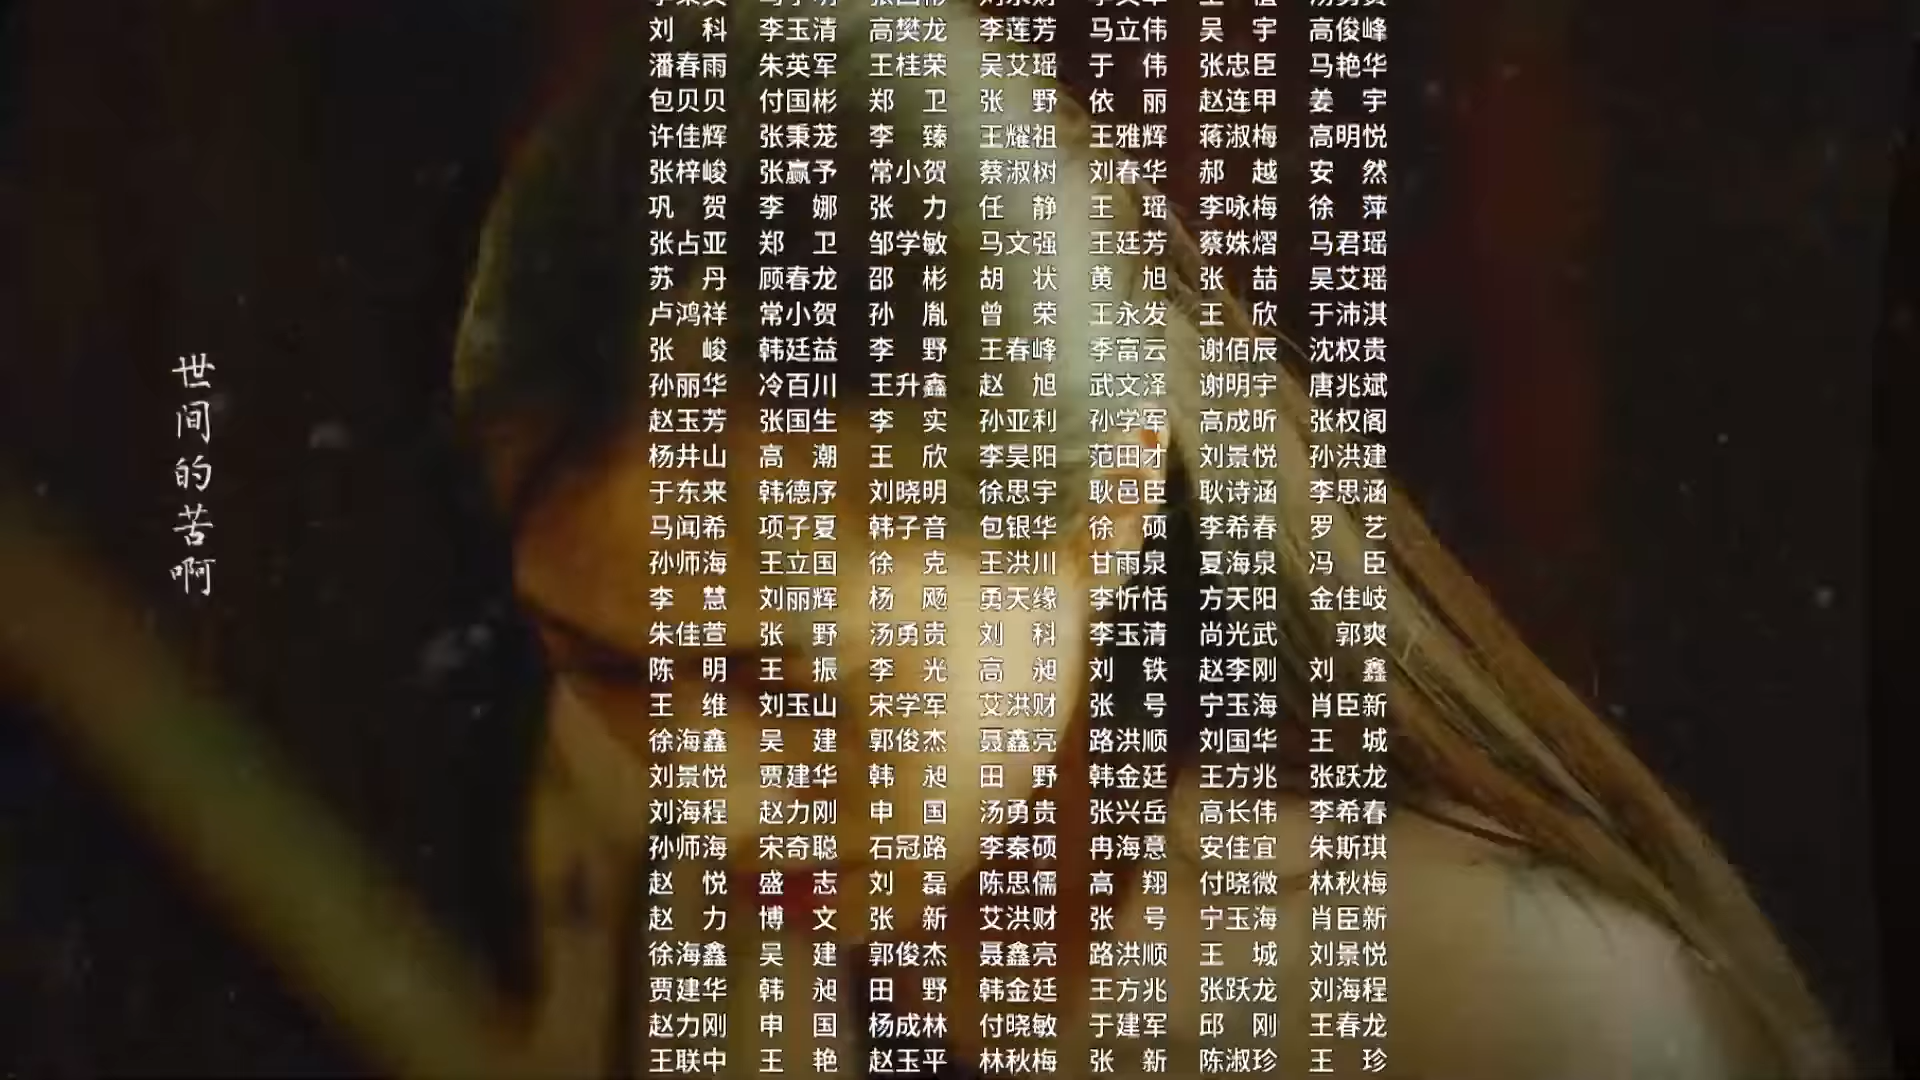 刘　科　李玉清　高樊龙　李莲芳　马立伟　吴　宇　高俊峰
潘春雨　朱英军　王桂荣　吴艾瑶　于　伟　张忠臣　马艳华
包贝贝　付国彬　郑　卫　张　野　依　丽　赵连甲　姜　宇
许佳辉　张秉茏　李　臻　王耀祖　王雅辉　蒋淑梅　高明悦
张梓峻　张赢予　常小贺　蔡淑树　刘春华　郝　越　安　然
巩　贺　李　娜　张　力　任　静　王　瑶　李咏梅　徐　萍
张占亚　郑　卫　邹学敏　马文强　王廷芳　蔡姝熠　马君瑶
苏　丹　顾春龙　邵　彬　胡　状　黄　旭　张　喆　吴艾瑶
卢鸿祥　常小贺　孙　胤　曾　荣　王永发　王　欣　于沛淇
张　峻　韩廷益　李　野　王春峰　季富云　谢佰辰　沈权贵
孙丽华　冷百川　王升鑫　赵　旭　武文泽　谢明宇　唐兆斌
赵玉芳　张国生　李　实　孙亚利　孙学军　高成昕　张权阁
杨井山　高　潮　王　欣　李昊阳　范田才　刘景悦　孙洪建
于东来　韩德序　刘晓明　徐思宇　耿邑臣　耿诗涵　李思涵
马闻希　项子夏　韩子音　包银华　徐　硕　李希春　罗　艺
孙师海　王立国　徐　克　王洪川　甘雨泉　夏海泉　冯　臣
李　慧　刘丽辉　杨　飏　勇天缘　李忻恬　方天阳　金佳岐
朱佳萱　张　野　汤勇贵　刘　科　李玉清　尚光武　郭爽
陈　明　王　振　李　光　高　昶　刘　铁　赵李刚　刘　鑫
王　维　刘玉山　宋学军　艾洪财　张　号　宁玉海　肖臣新
徐海鑫　吴　建　郭俊杰　聂鑫亮　路洪顺　刘国华　王　城
刘景悦　贾建华　韩　昶　田　野　韩金廷　王方兆　张跃龙
刘海程　赵力刚　申　国　汤勇贵　张兴岳　高长伟　李希春
孙师海　宋奇聪　石冠路　李秦硕　冉海意　安佳宜　朱斯琪
赵　悦　盛　志　刘　磊　陈思儒　高　翔　付晓微　林秋梅
赵　力　博　文　张　新　艾洪财　张　号　宁玉海　肖臣新
徐海鑫　吴　建　郭俊杰　聂鑫亮　路洪顺　王　城　刘景悦
贾建华　韩　昶　田　野　韩金廷　王方兆　张跃龙　刘海程
赵力刚　申　国　杨成林　付晓敏　于建军　邱　刚　王春龙
王联中　王　艳　赵玉平　林秋梅　张　新　陈淑珍　王　珍
世间的苦啊